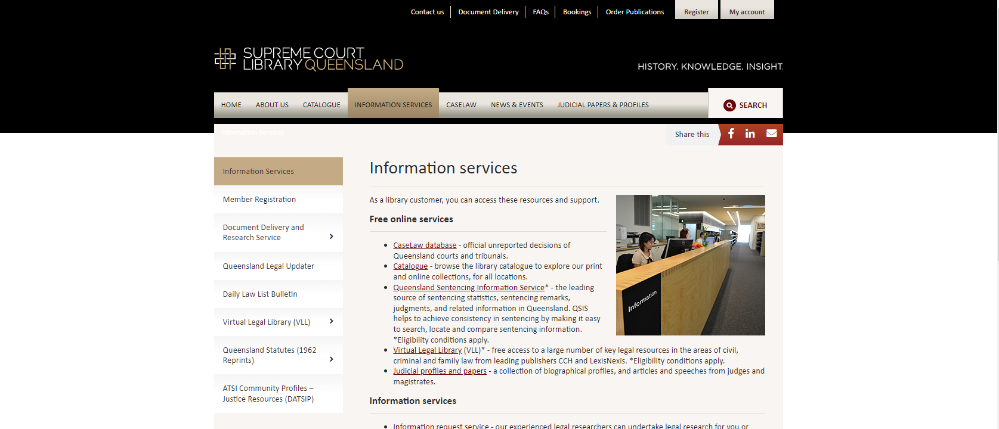 Contact us
Document Delivery
FAQs
Bookings
Order Publications
Register
My account
SUPREME COURT
LIBRARY QUEENSLAND
HISTORY. KNOWLEDGE. INSIGHT.
HOME
ABOUT US
CATALOGUE
INFORMATION SERVICES
CASELAW
NEWS & EVENTS
JUDICIAL PAPERS & PROFILES
SEARCH
Information Services
Share this
Information Services
Member Registration
Document Delivery and
Research Service
Queensland Legal Updater
Daily Law List Bulletin
Virtual Legal Library (VLL)
Queensland Statutes (1962
Reprints)
ATSI Community Profiles –
Justice Resources (DATSIP)
Information services
As a library customer, you can access these resources and support.
Free online services
CaseLaw database - official unreported decisions of
Queensland courts and tribunals.
Catalogue - browse the library catalogue to explore our print
and online collections, for all locations.
Queensland Sentencing Information Service* - the leading
source of sentencing statistics, sentencing remarks,
judgments, and related information in Queensland. QSIS
helps to achieve consistency in sentencing by making it easy
to search, locate and compare sentencing information.
*Eligibility conditions apply.
Virtual Legal Library (VLL)* - free access to a large number of key legal resources in the areas of civil,
criminal and family law from leading publishers CCH and LexisNexis. *Eligibility conditions apply.
Judicial profiles and papers - a collection of biographical profiles, and articles and speeches from judges and
magistrates.
Information
Information services
Information request service - our experienced legal researchers can undertake legal research for you or